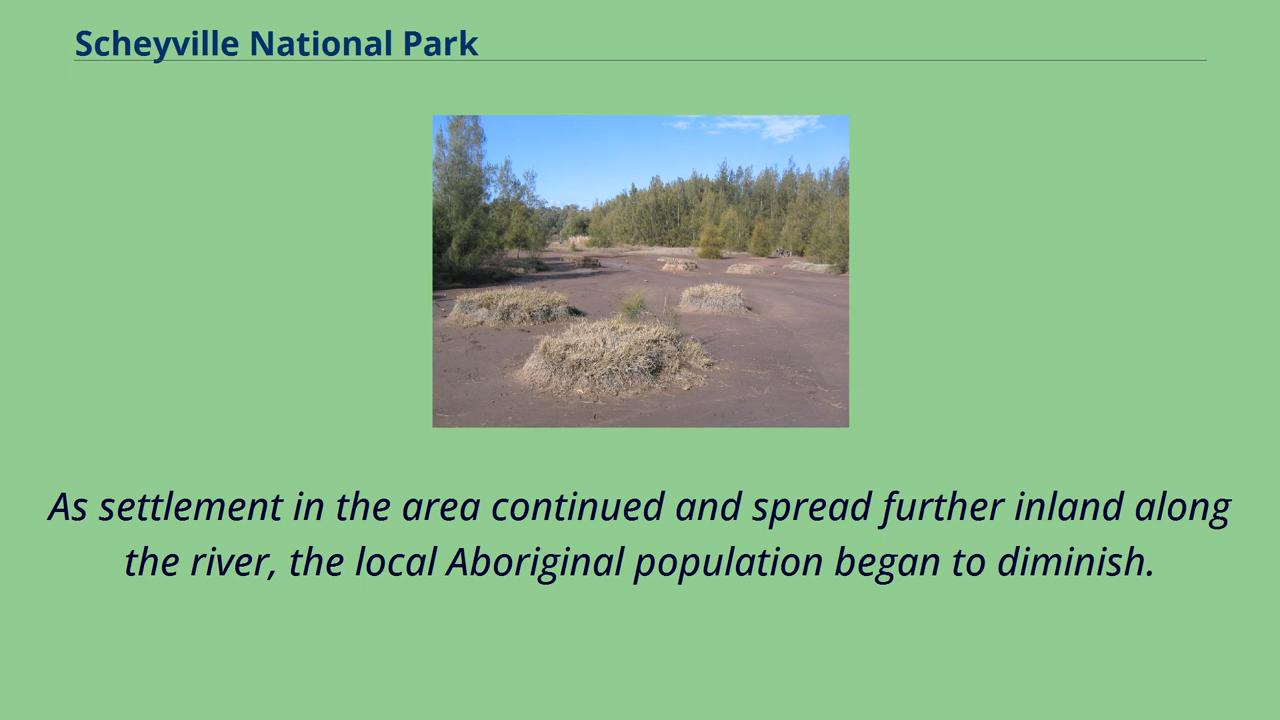 Scheyville National Park
As settlement in the area continued and spread further inland along
the river, the local Aboriginal population began to diminish.